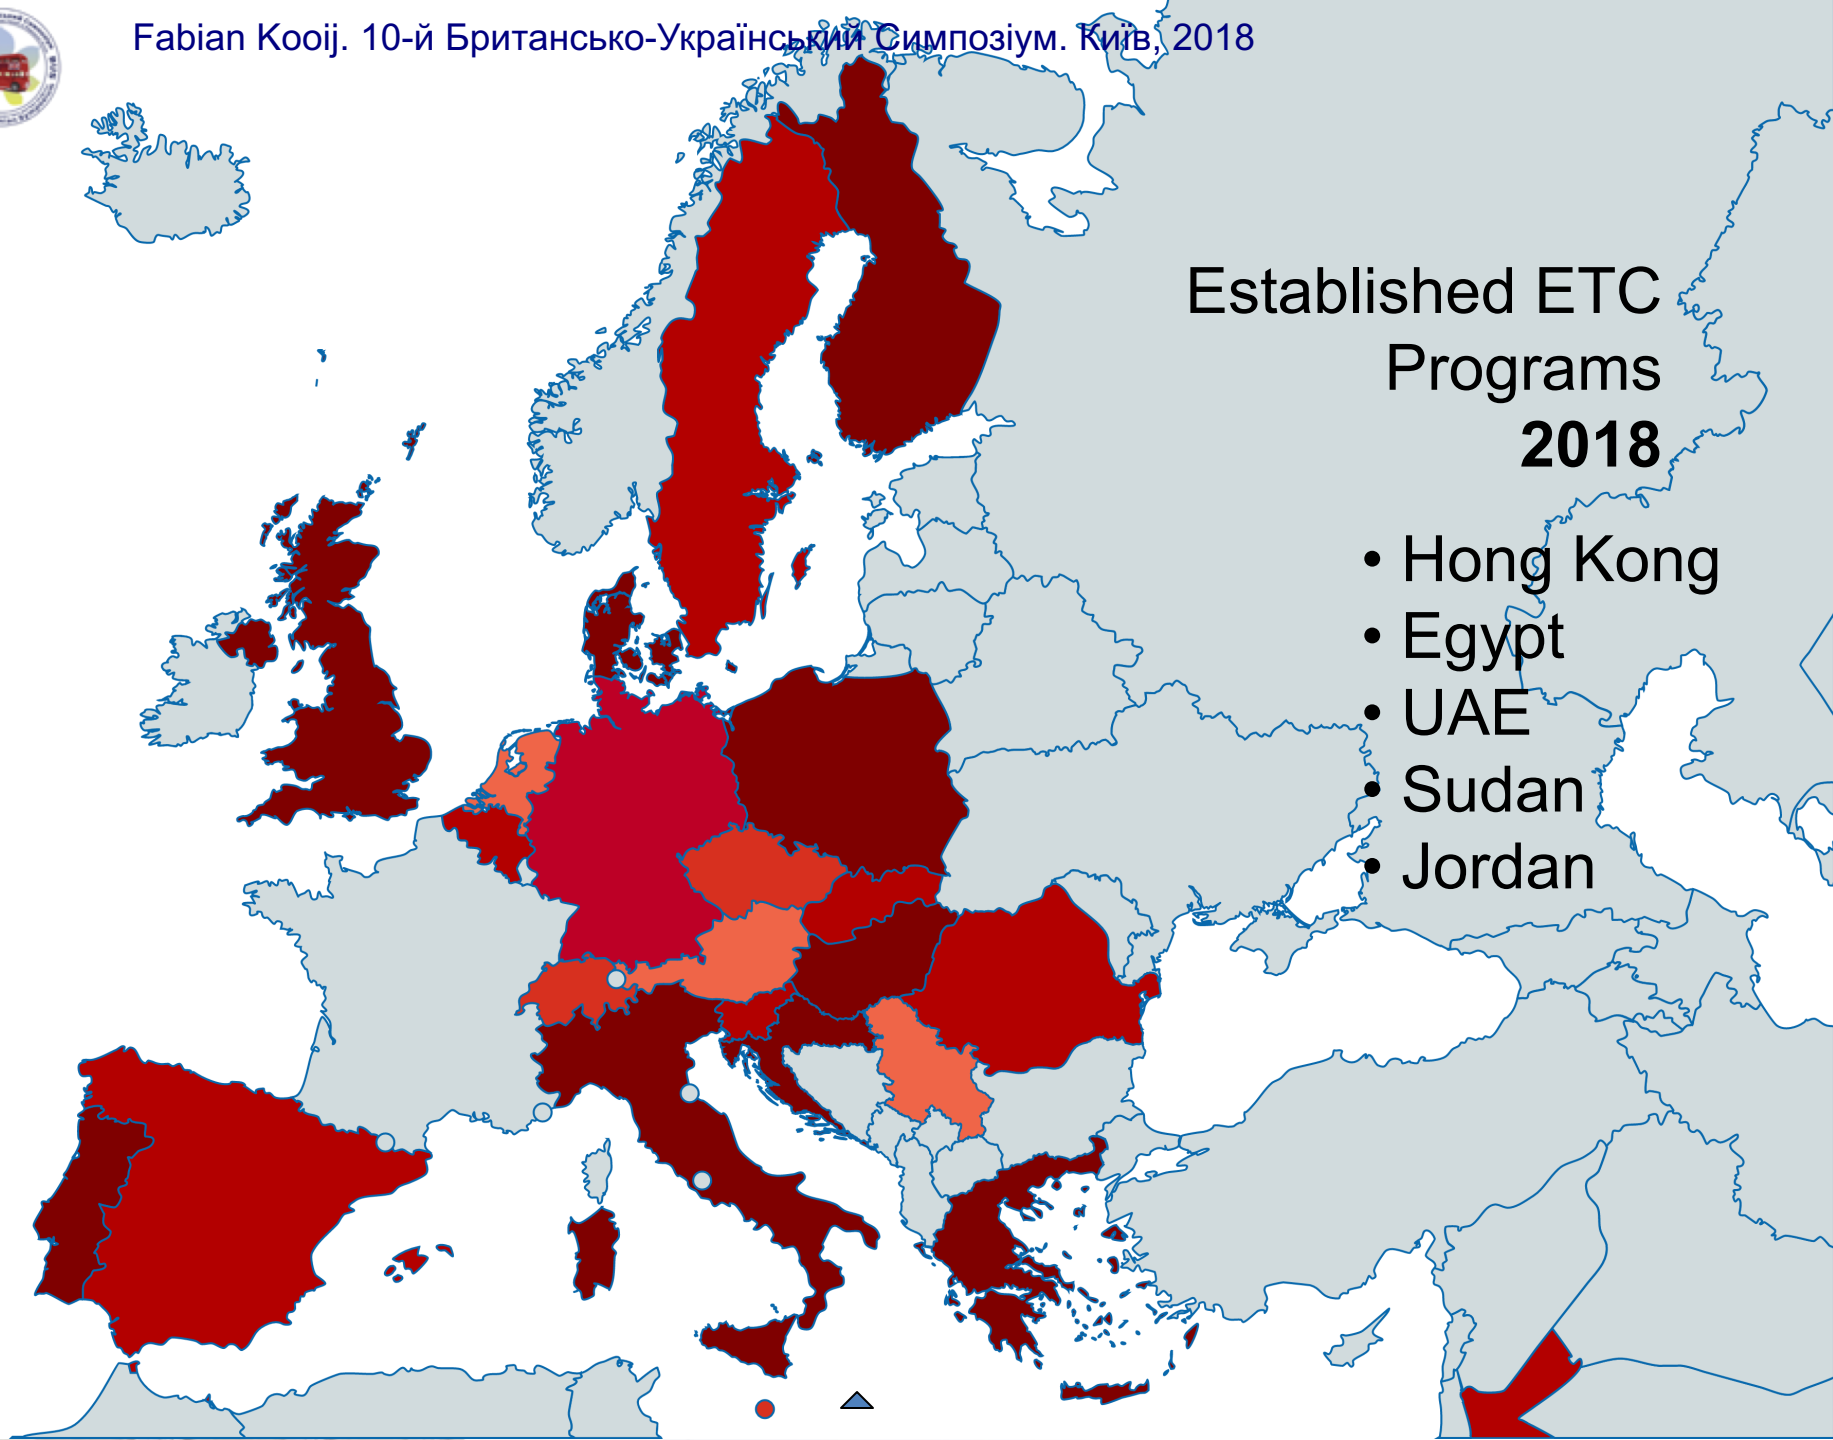 Fabian Kooij. 10-й Британсько-Український Симпозіум. Київ, 2018
Established ETC
Programs
2018
• Hong Kong
• Egypt
• UAE
• Sudan
• Jordan